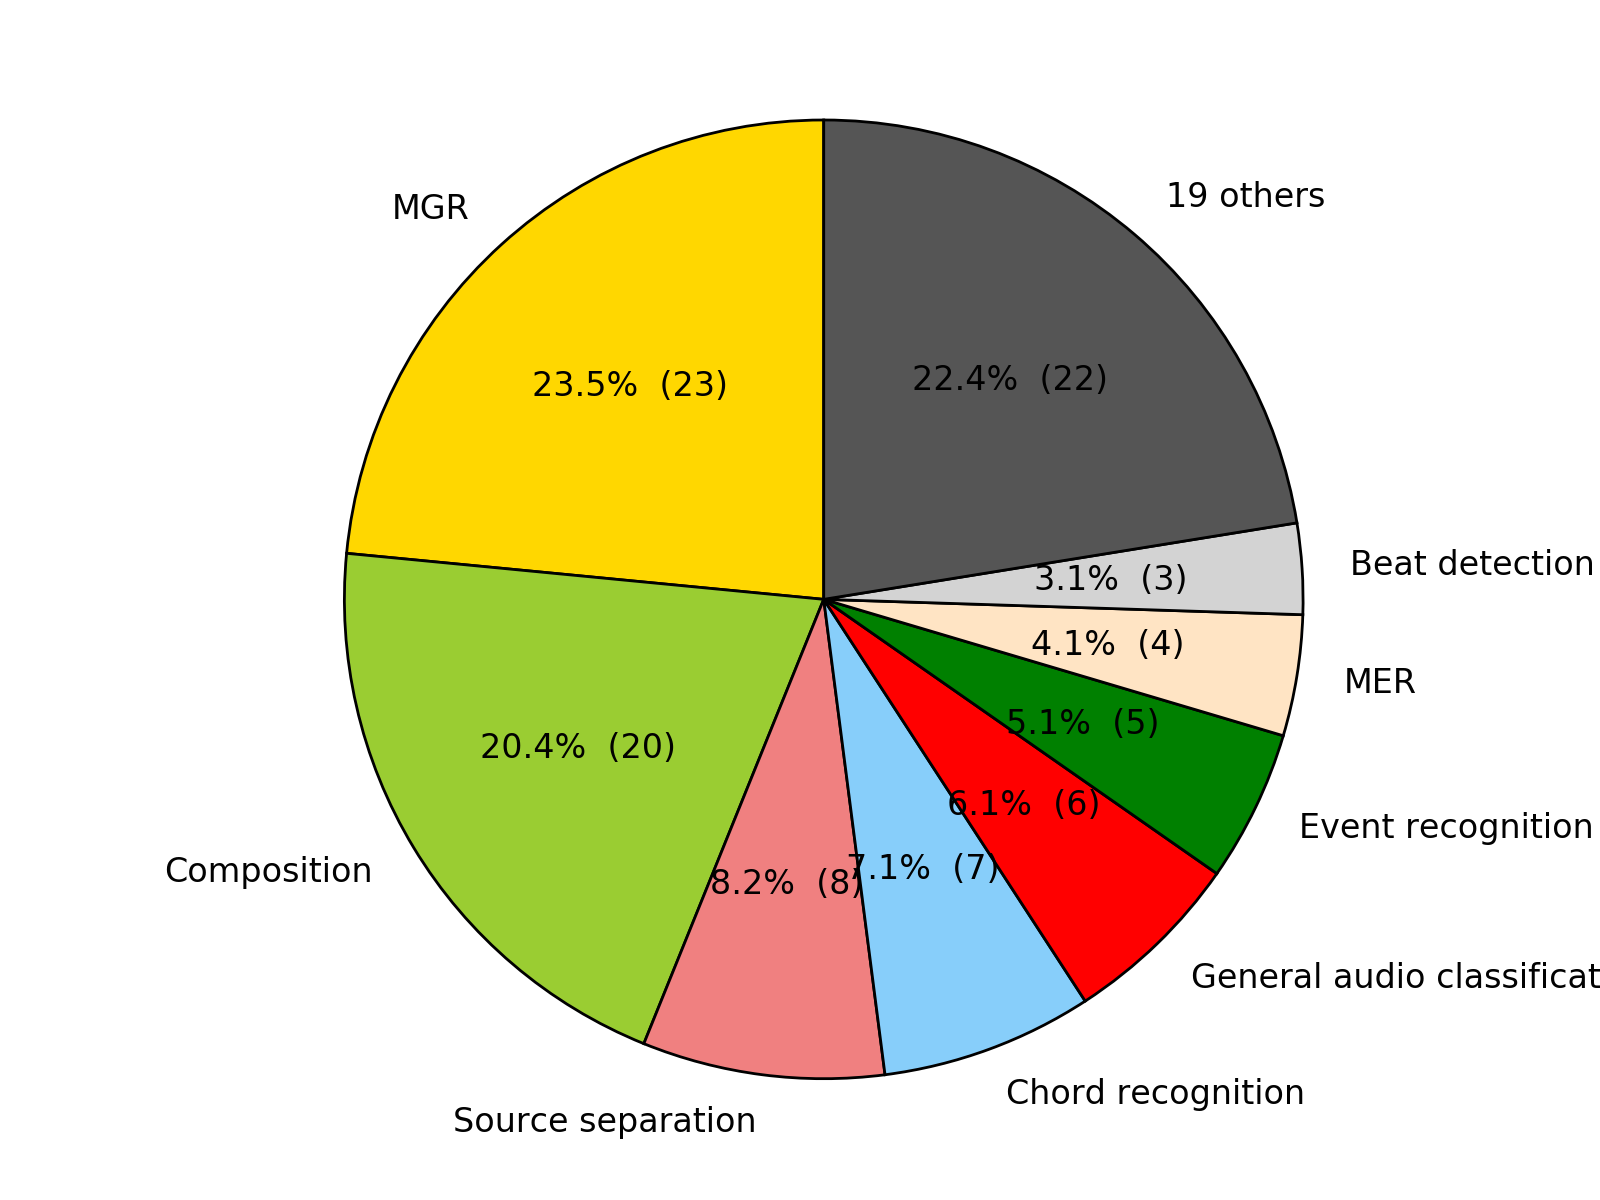 MGR
19 others
23.5% (23)
22.4% (22)
Beat detection
3.1% (3)
4.1% (4)
MER
5.1% (5)
20.4% (20)
6.1% (6)
Event recognition
Composition
8.2% (8)
7.1% (7)
General audio classificat
Chord recognition
Source separation